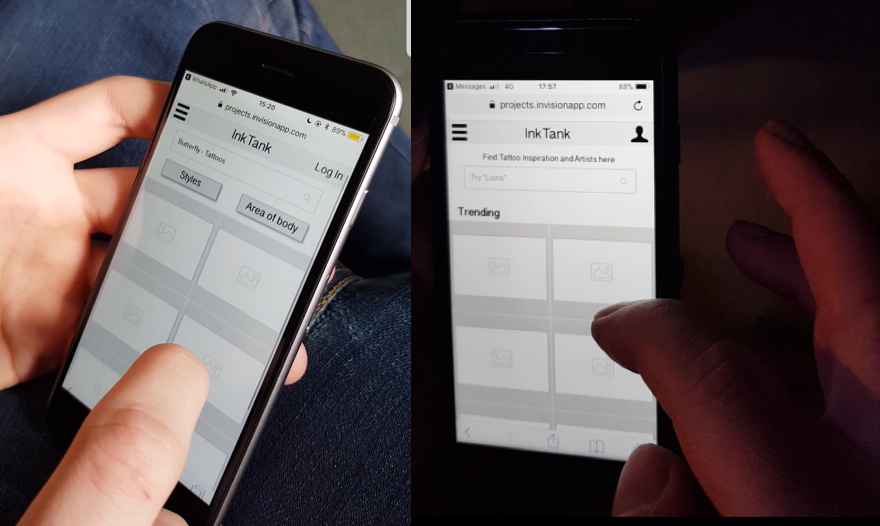 WhatsApp
15:20
89%
projects.invisionapp.com
InkTank
Log In
Butterfly - Tattoos
Styles
Area of body
Messages 4G 17:57 88%
projects.invisionapp.com
InkTank
Find Tattoo Inspiration and Artists here
Try "Lions"
Trending